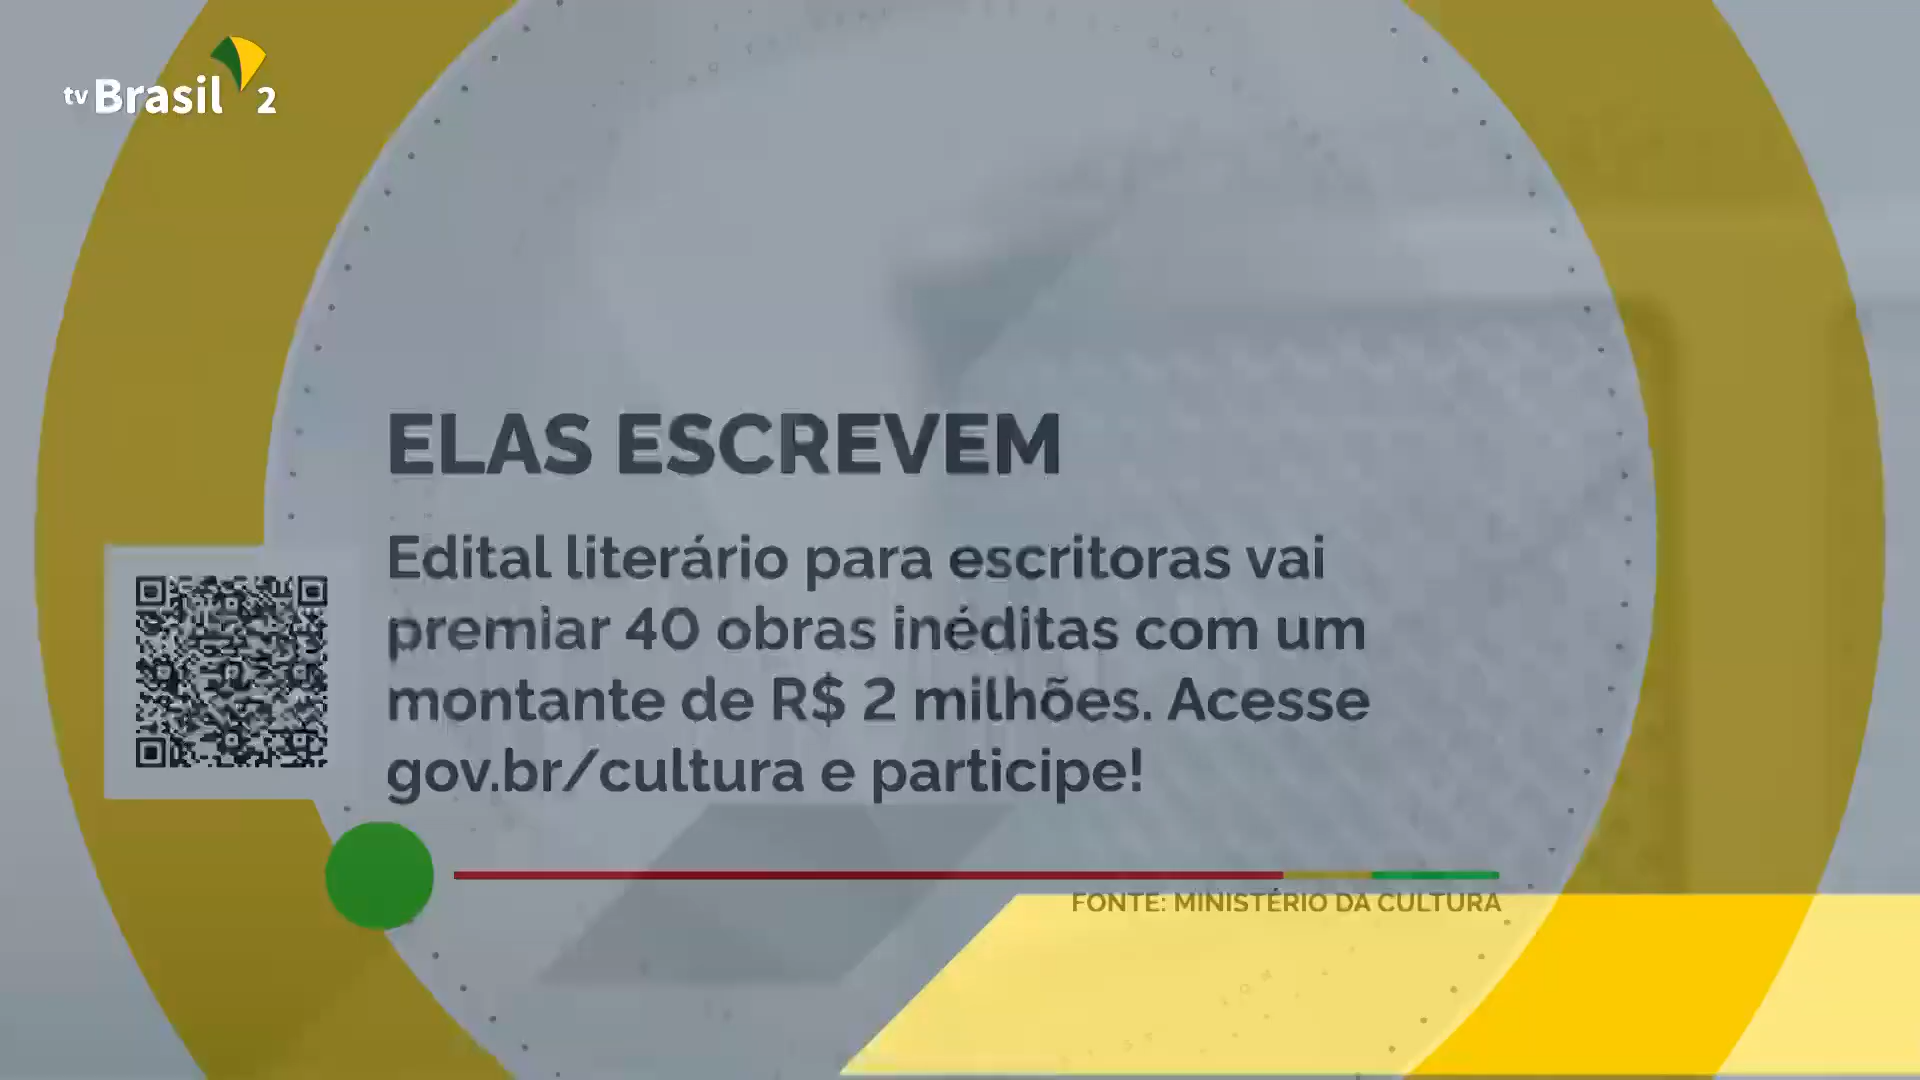 tv Brasil 2
ELAS ESCREVEM
Edital literário para escritoras vai
premiar 40 obras inéditas com um
montante de R$ 2 milhões. Acesse
gov.br/cultura e participe!
FONTE: MINISTÉRIO DA CULTURA